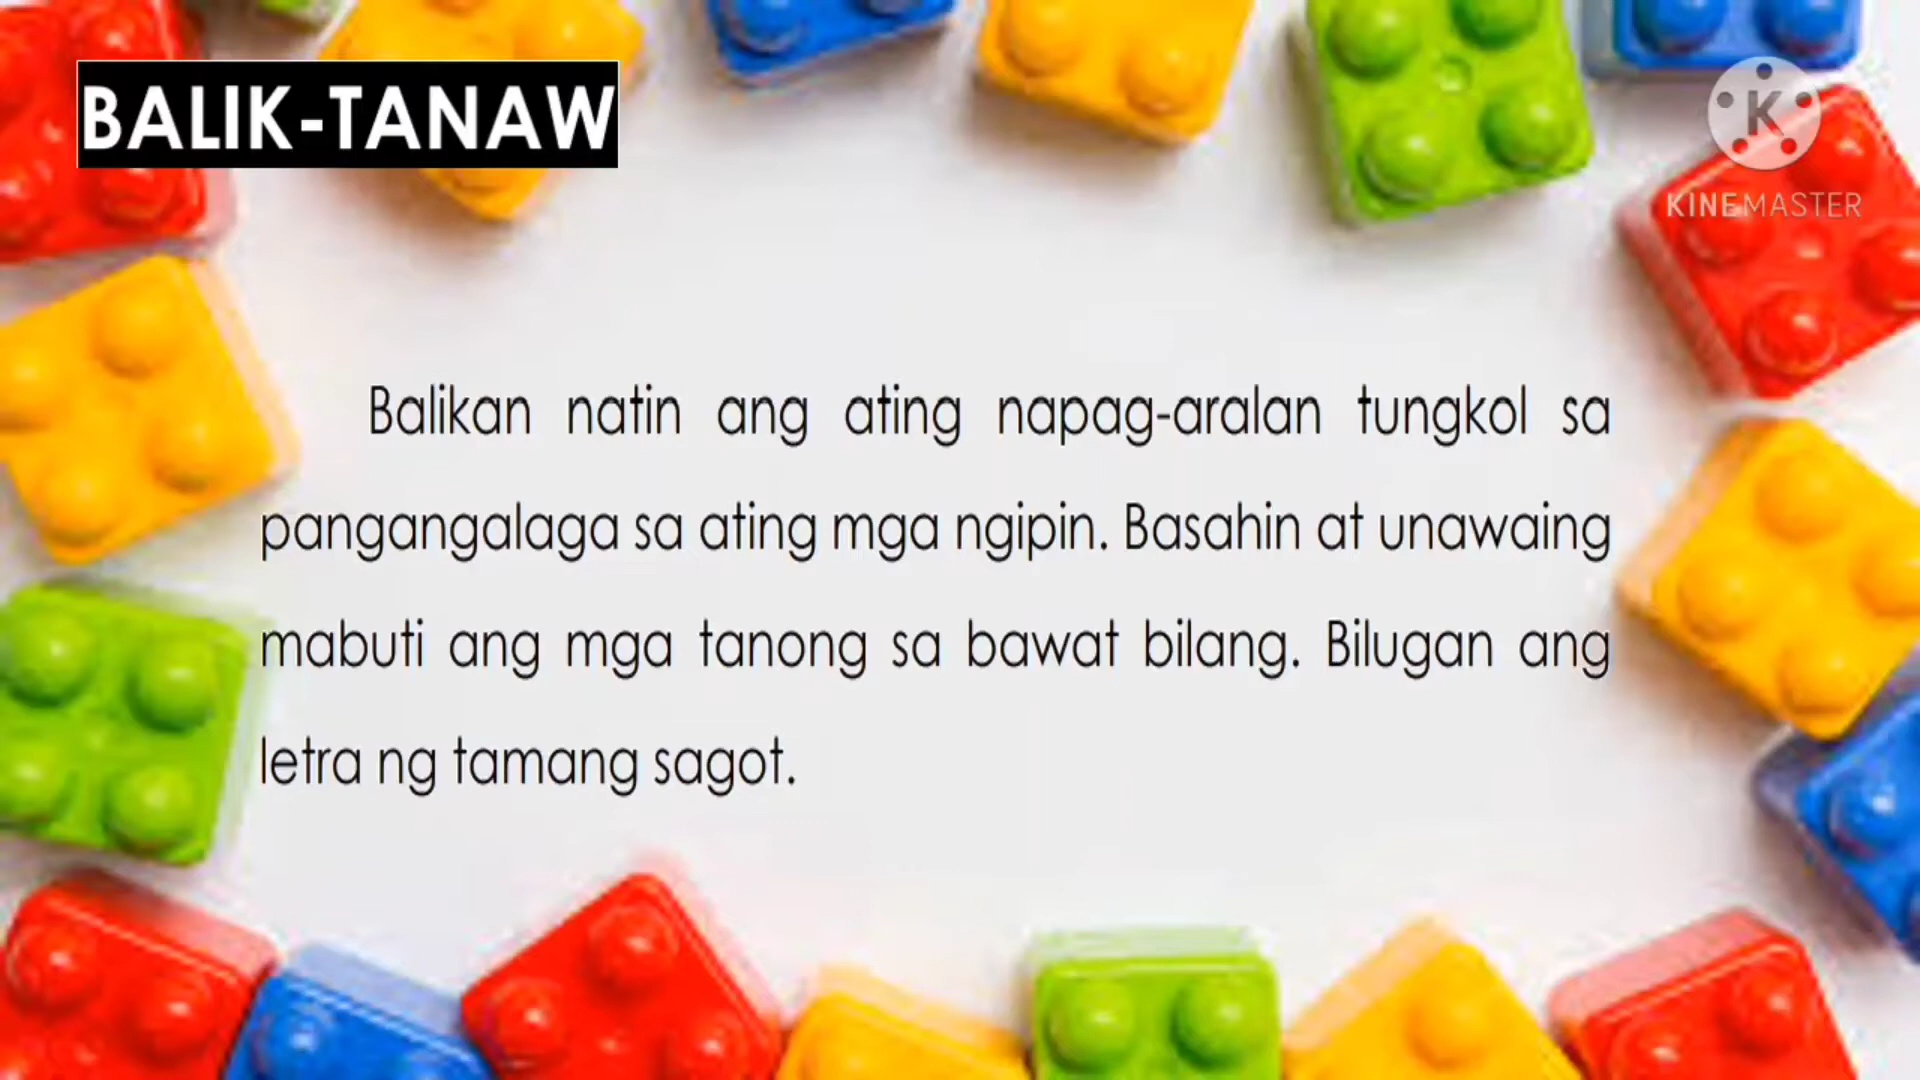 BALIK-TANAW
K
KINEMASTER
Balikan natin ang ating napag-aralan tungkol sa
pangangalaga sa ating mga ngipin. Basahin at unawaing
mabuti ang mga tanong sa bawat bilang. Bilugan ang
letra ng tamang sagot.